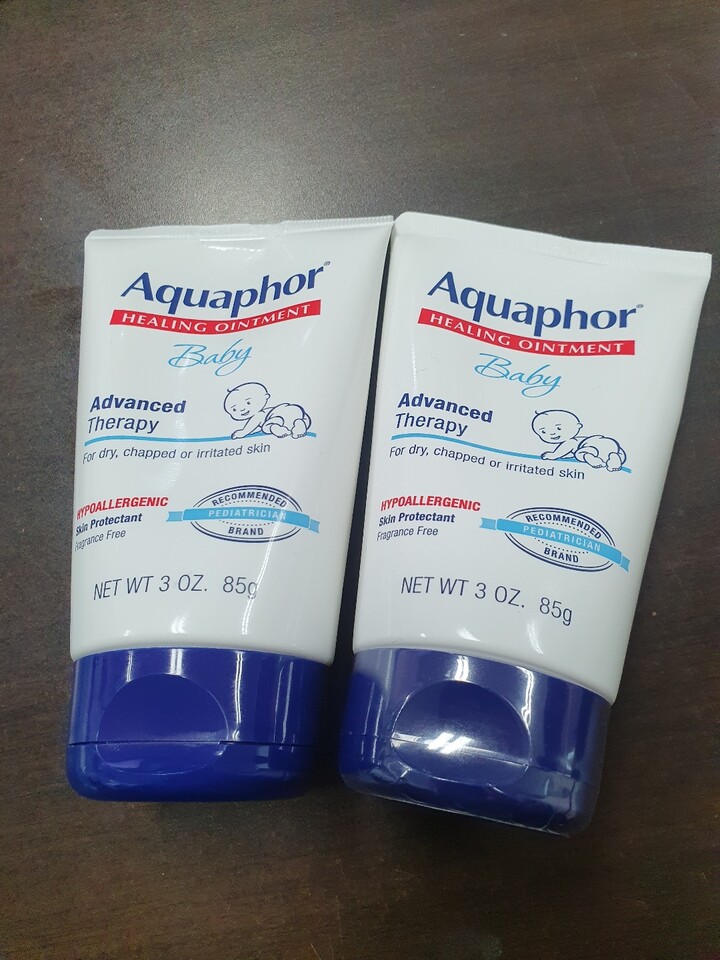 Aquaphor®
HEALING OINTMENT
Baby
Advanced
Therapy
For dry, chapped or irritated skin
HYPOALLERGENIC
Skin Protectant
Fragrance Free
RECOMMENDED
PEDIATRICIAN
BRAND
NET WT 3 OZ. 85g
Aquaphor®
HEALING OINTMENT
Baby
Advanced
Therapy
For dry, chapped or irritated skin
HYPOALLERGENIC
Skin Protectant
Fragrance Free
RECOMMENDED
PEDIATRICIAN
BRAND
NET WT 3 OZ. 85g